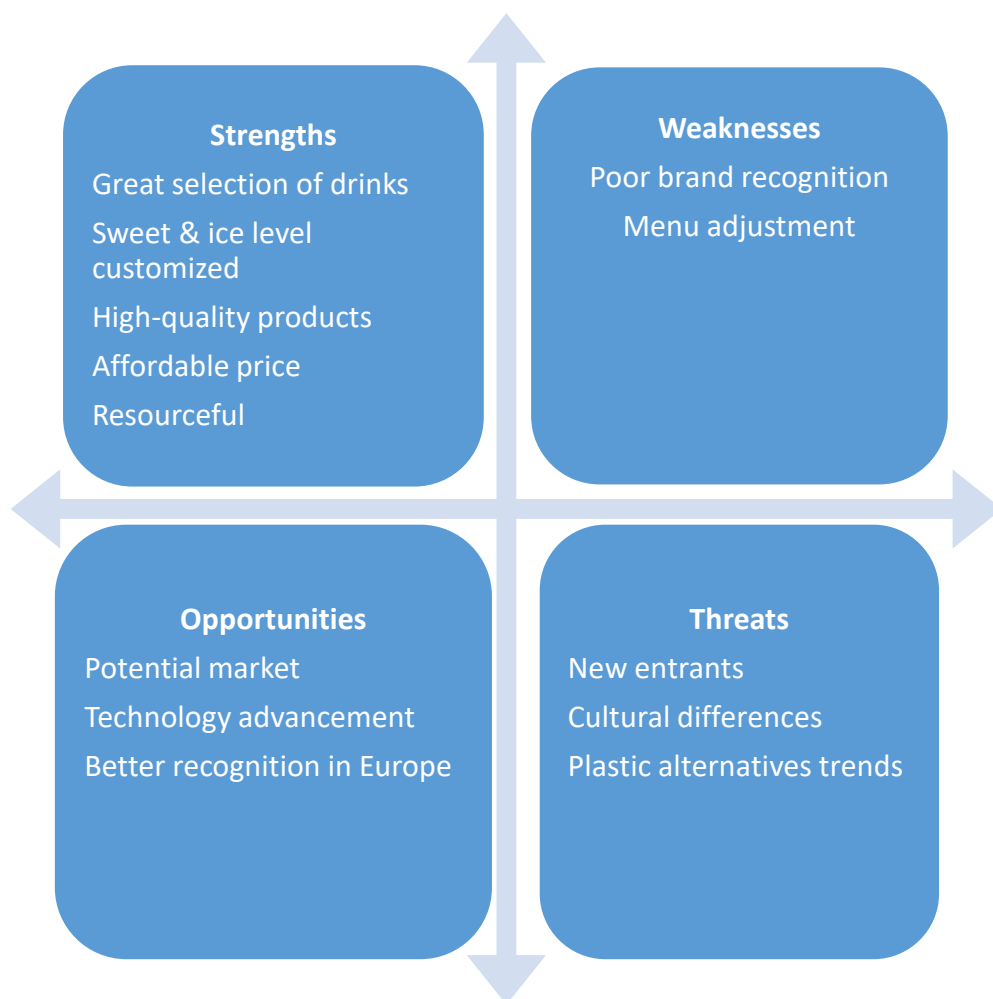 Strengths
Great selection of drinks
Sweet & ice level
customized
High-quality products
Affordable price
Resourceful
Weaknesses
Poor brand recognition
Menu adjustment
Opportunities
Potential market
Technology advancement
Better recognition in Europe
Threats
New entrants
Cultural differences
Plastic alternatives trends